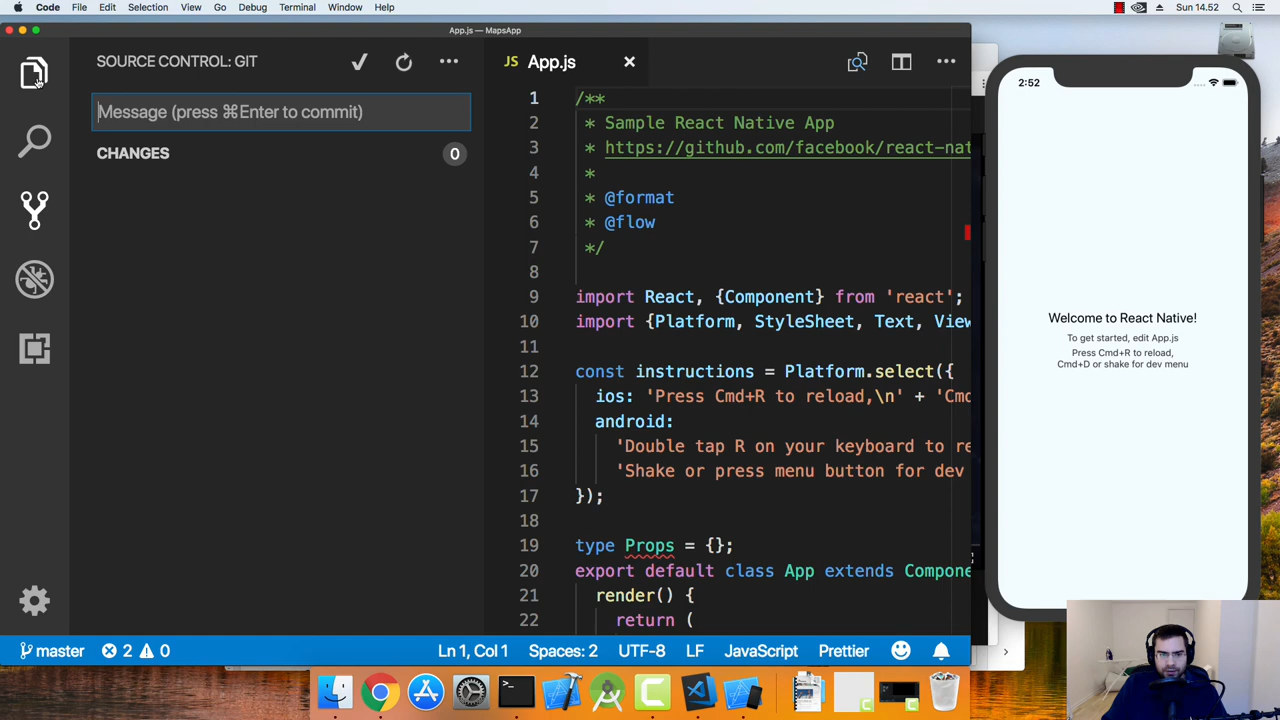 Code File Edit Selection View Go Debug Terminal Window Help Sun 14.52
App.js — MapsApp
SOURCE CONTROL: GIT
Message (press ⌘Enter to commit)
CHANGES 0
JS App.js
1 /**
2 * Sample React Native App
3 * https://github.com/facebook/react-nat
4 *
5 * @format
6 * @flow
7 */
8
9 import React, {Component} from 'react';
10 import {Platform, StyleSheet, Text, View
11
12 const instructions = Platform.select({
13 ios: 'Press Cmd+R to reload,\n' + 'Cmd
14 android:
15 'Double tap R on your keyboard to re
16 'Shake or press menu button for dev
17 });
18
19 type Props = {};
20 export default class App extends Compone
21 render() {
22 return (
master 2 0 Ln 1, Col 1 Spaces: 2 UTF-8 LF JavaScript Prettier
2:52
Welcome to React Native!
To get started, edit App.js
Press Cmd+R to reload,
Cmd+D or shake for dev menu